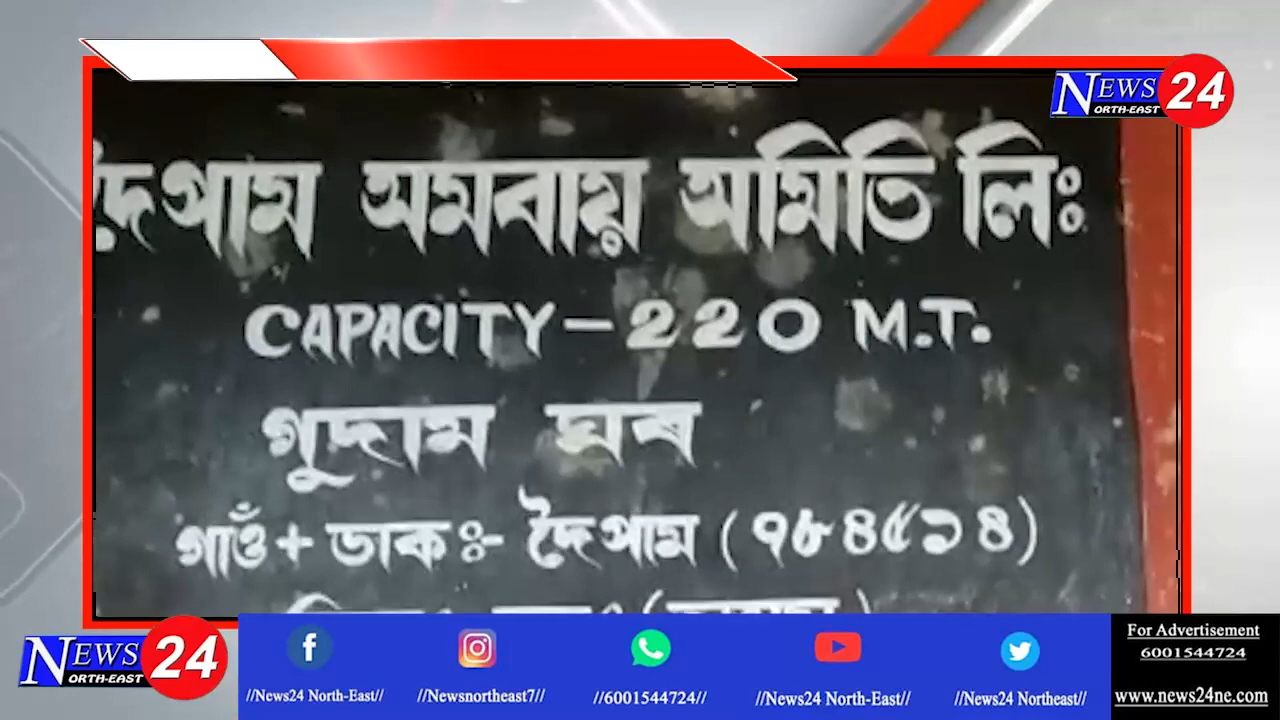 NEWS 24
NORTH-EAST
দৈপাম সমবায় সমিতি লিঃ
CAPACITY - 220 M.T.
গুদাম ঘৰ
গাওঁ + ডাক ঃ- দৈপাম (৭৮৪৫১৪)
NEWS 24
NORTH-EAST
//News24 North-East//
//Newsnortheast7//
//6001544724//
//News24 North-East//
//News24 Northeast//
For Advertisement
6001544724
www.news24ne.com